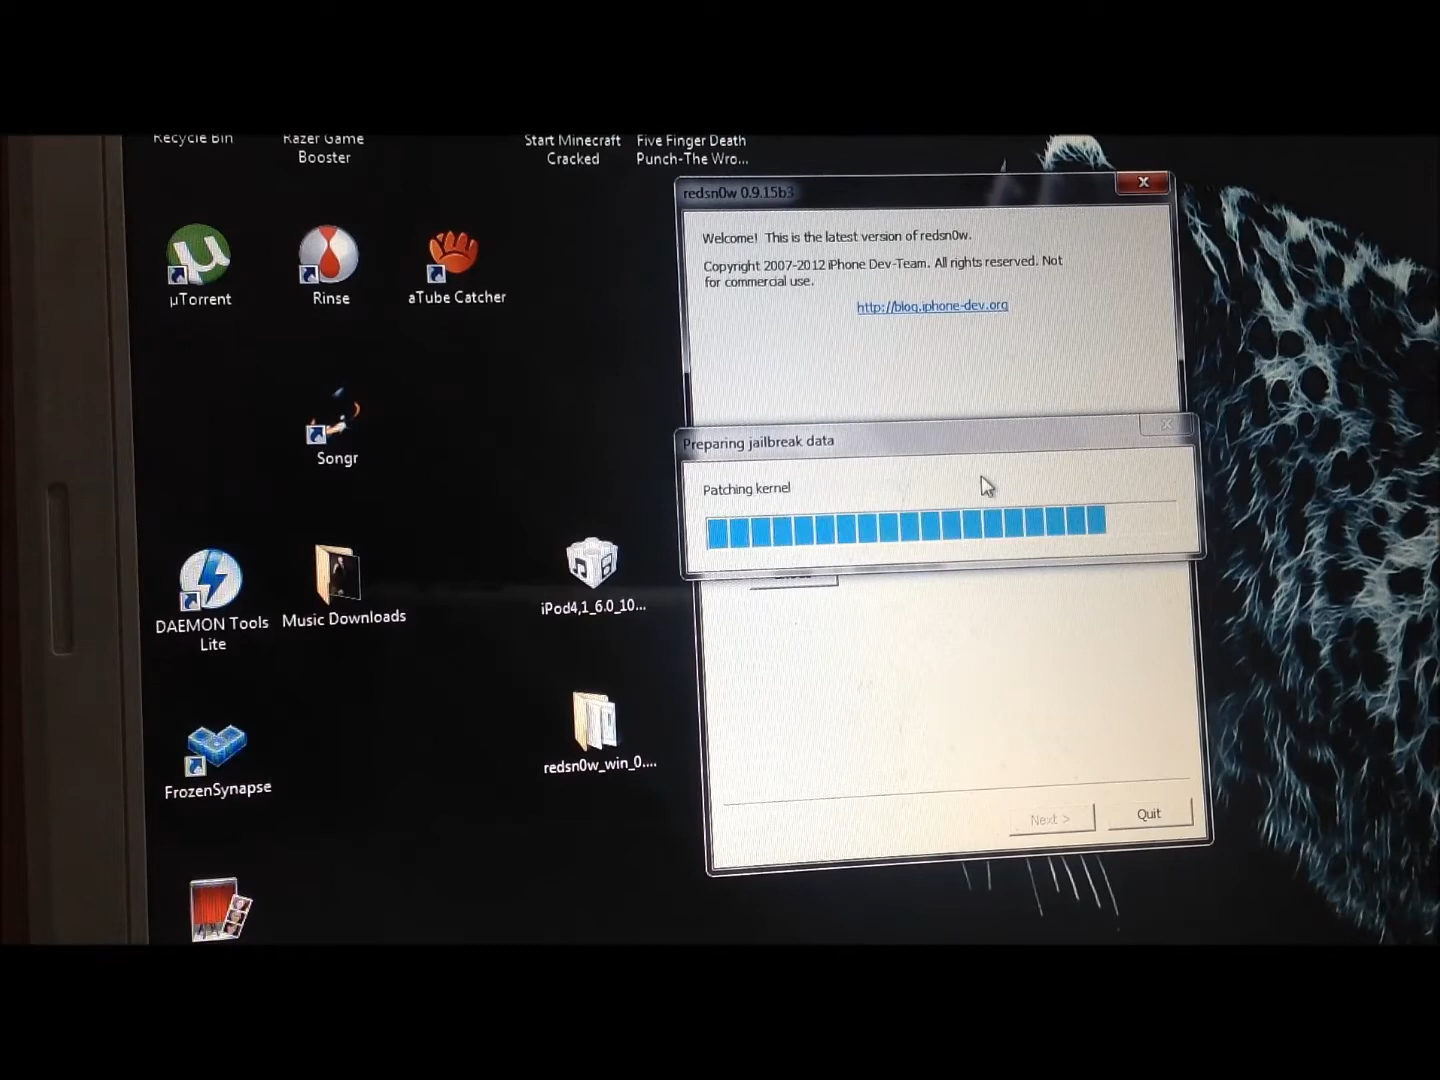 Recycle Bin
Razer Game
Booster
Start Minecraft
Cracked
Five Finger Death
Punch-The Wro...
µTorrent
Rinse
aTube Catcher
Songr
DAEMON Tools
Lite
Music Downloads
iPod4,1_6.0_10...
FrozenSynapse
redsn0w_win_0....
redsn0w 0.9.15b3
Welcome! This is the latest version of redsn0w.
Copyright 2007-2012 iPhone Dev-Team. All rights reserved. Not
for commercial use.
http://blog.iphone-dev.org
Preparing jailbreak data
Patching kernel
Next >
Quit